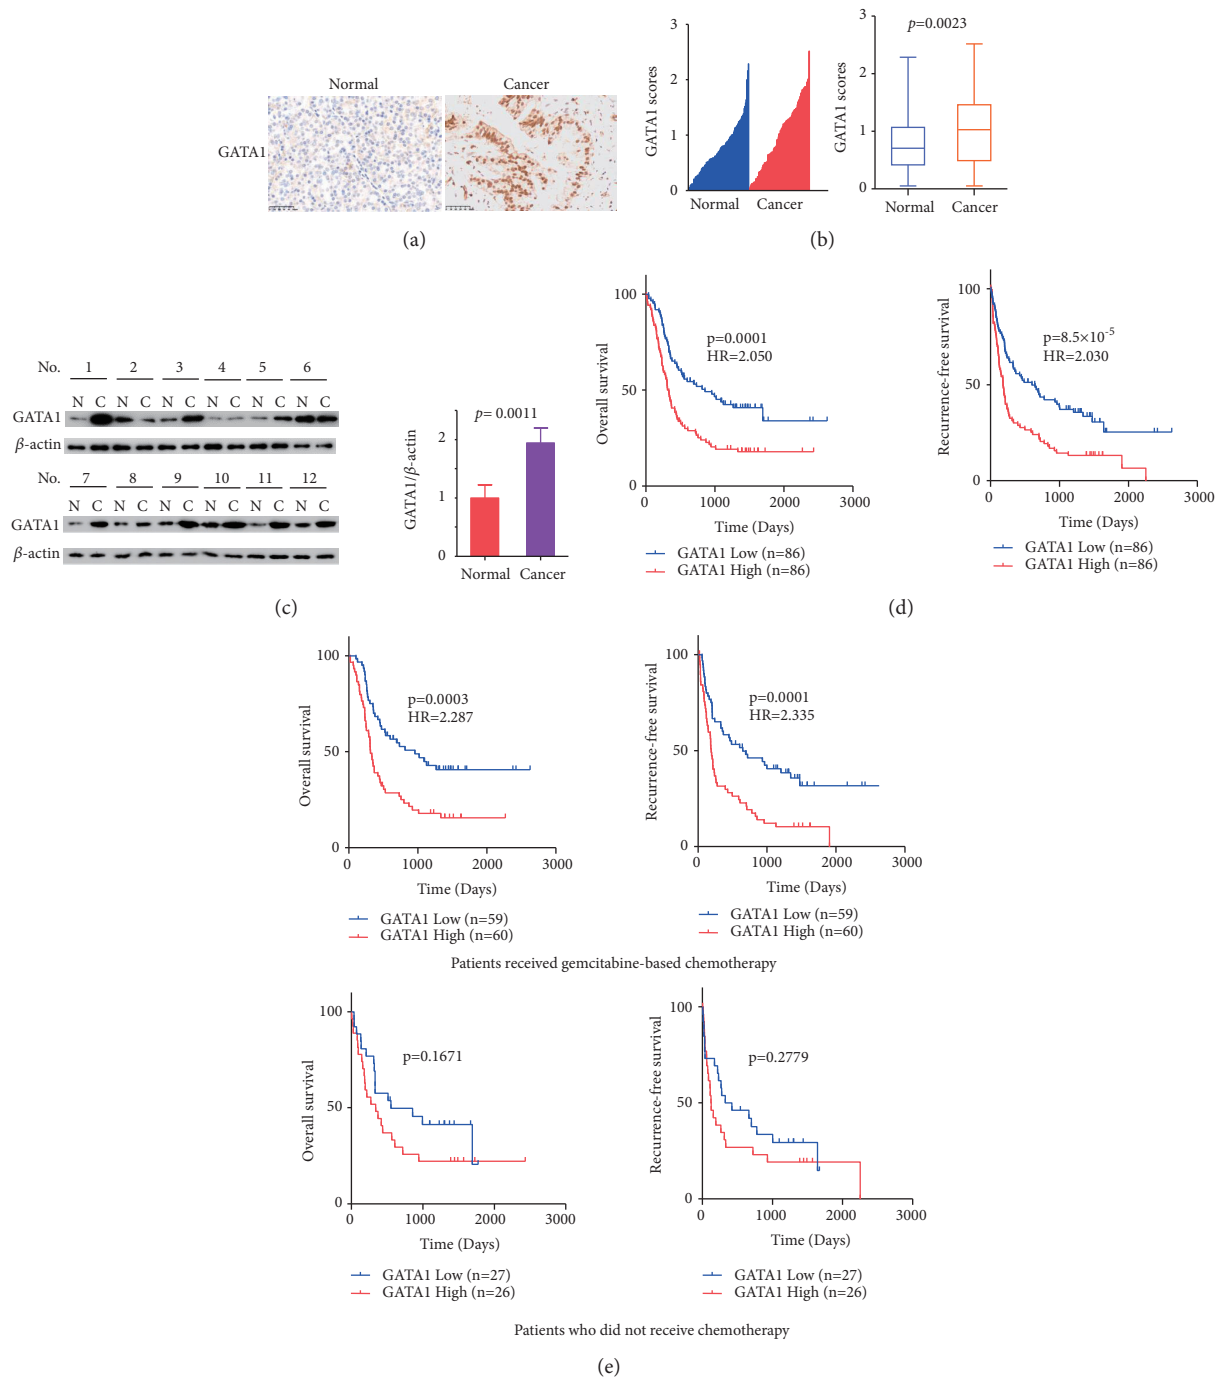 Normal Cancer
GATA1
(a)
GATA1 scores
3
2
1
0
Normal Cancer
GATA1 scores
3
2
1
0
p=0.0023
Normal Cancer
(b)
No. 1 2 3 4 5 6
N C N C N C N C N C N C
GATA1
β-actin
No. 7 8 9 10 11 12
N C N C N C N C N C N C
GATA1
β-actin
GATA1/β-actin
2
1
0
p= 0.0011
Normal Cancer
(c)
Overall survival
100
50
0
p=0.0001
HR=2.050
0 1000 2000 3000
Time (Days)
GATA1 Low (n=86)
GATA1 High (n=86)
Recurrence-free survival
100
50
0
p=8.5×10-5
HR=2.030
0 1000 2000 3000
Time (Days)
GATA1 Low (n=86)
GATA1 High (n=86)
(d)
Overall survival
100
50
0
p=0.0003
HR=2.287
0 1000 2000 3000
Time (Days)
GATA1 Low (n=59)
GATA1 High (n=60)
Recurrence-free survival
100
50
0
p=0.0001
HR=2.335
0 1000 2000 3000
Time (Days)
GATA1 Low (n=59)
GATA1 High (n=60)
Patients received gemcitabine-based chemotherapy
Overall survival
100
50
0
p=0.1671
0 1000 2000 3000
Time (Days)
GATA1 Low (n=27)
GATA1 High (n=26)
Recurrence-free survival
100
50
0
p=0.2779
0 1000 2000 3000
Time (Days)
GATA1 Low (n=27)
GATA1 High (n=26)
Patients who did not receive chemotherapy
(e)